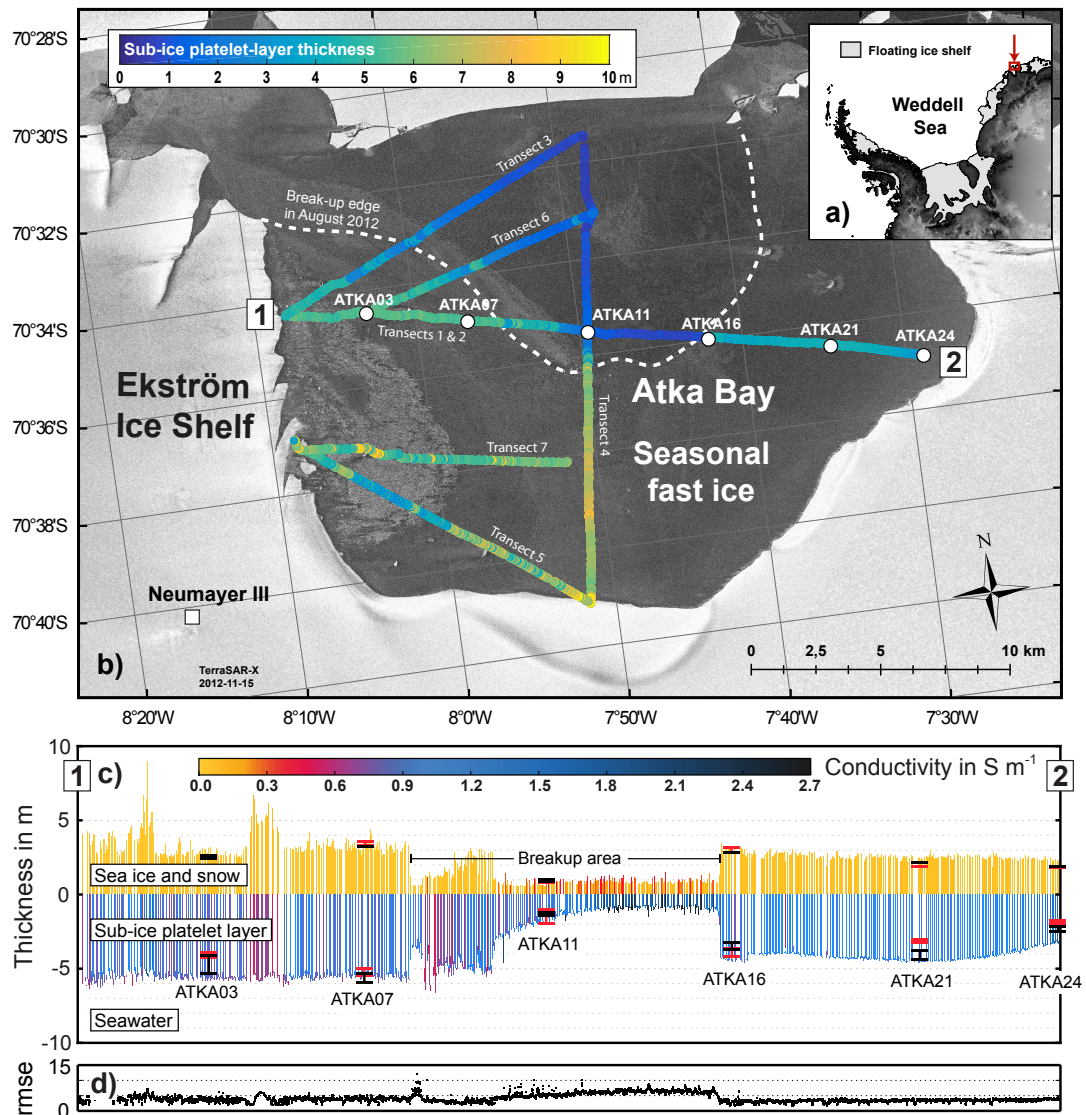 70°28'S
70°30'S
70°32'S
70°34'S
70°36'S
70°38'S
70°40'S
Sub-ice platelet-layer thickness
0 1 2 3 4 5 6 7 8 9 10 m
Floating ice shelf
Weddell
Sea
a)
Transect 3
Break-up edge
in August 2012
Transect 6
1
ATKA03
ATKA07
ATKA11
ATKA16
ATKA21
ATKA24
2
Transects 1 & 2
Ekström
Ice Shelf
Atka Bay
Seasonal
fast ice
Transect 4
Transect 7
Transect 5
Neumayer III
N
b)
TerraSAR-X
2012-11-15
0 2,5 5 10 km
8°20'W 8°10'W 8°0'W 7°50'W 7°40'W 7°30'W
10
5
0
-5
-10
Thickness in m
1
c)
0.0 0.3 0.6 0.9 1.2 1.5 1.8 2.1 2.4 2.7
Conductivity in S m-1
2
Breakup area
Sea ice and snow
Sub-ice platelet layer
ATKA03
ATKA07
ATKA11
ATKA16
ATKA21
ATKA24
Seawater
15
0
rmse
d)